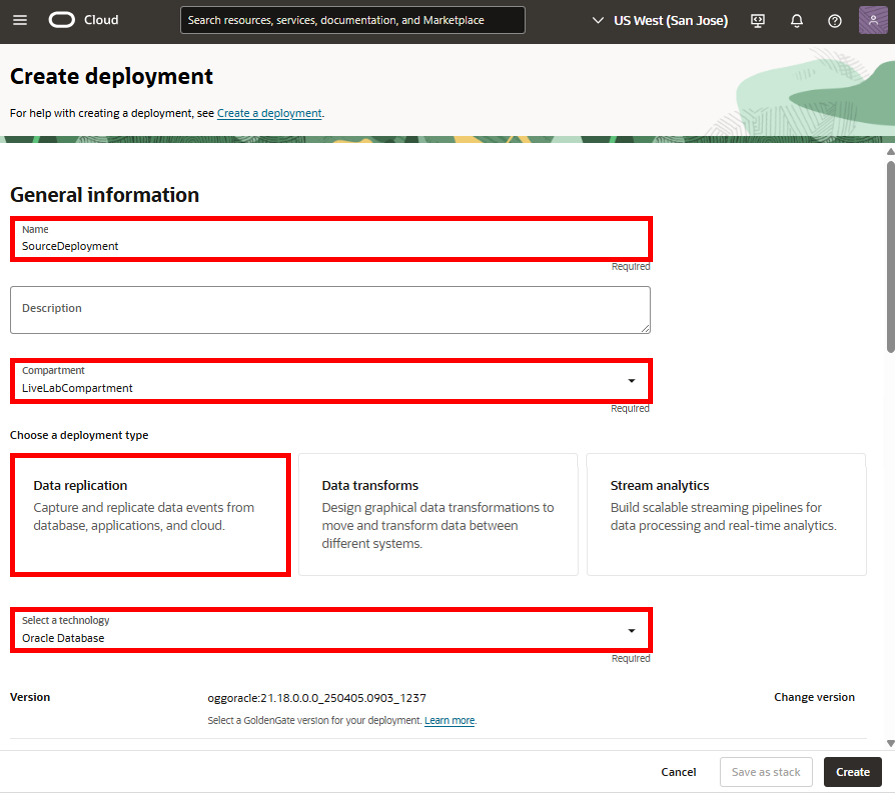 Cloud
Search resources, services, documentation, and Marketplace
US West (San Jose)
Create deployment
For help with creating a deployment, see Create a deployment.
General information
Name
SourceDeployment
Required
Description
Compartment
LiveLabCompartment
Required
Choose a deployment type
Data replication
Capture and replicate data events from
database, applications, and cloud.
Data transforms
Design graphical data transformations to
move and transform data between
different systems.
Stream analytics
Build scalable streaming pipelines for
data processing and real-time analytics.
Select a technology
Oracle Database
Required
Version
oggoracle:21.18.0.0.0_250405.0903_1237
Change version
Select a GoldenGate version for your deployment. Learn more.
Cancel
Save as stack
Create